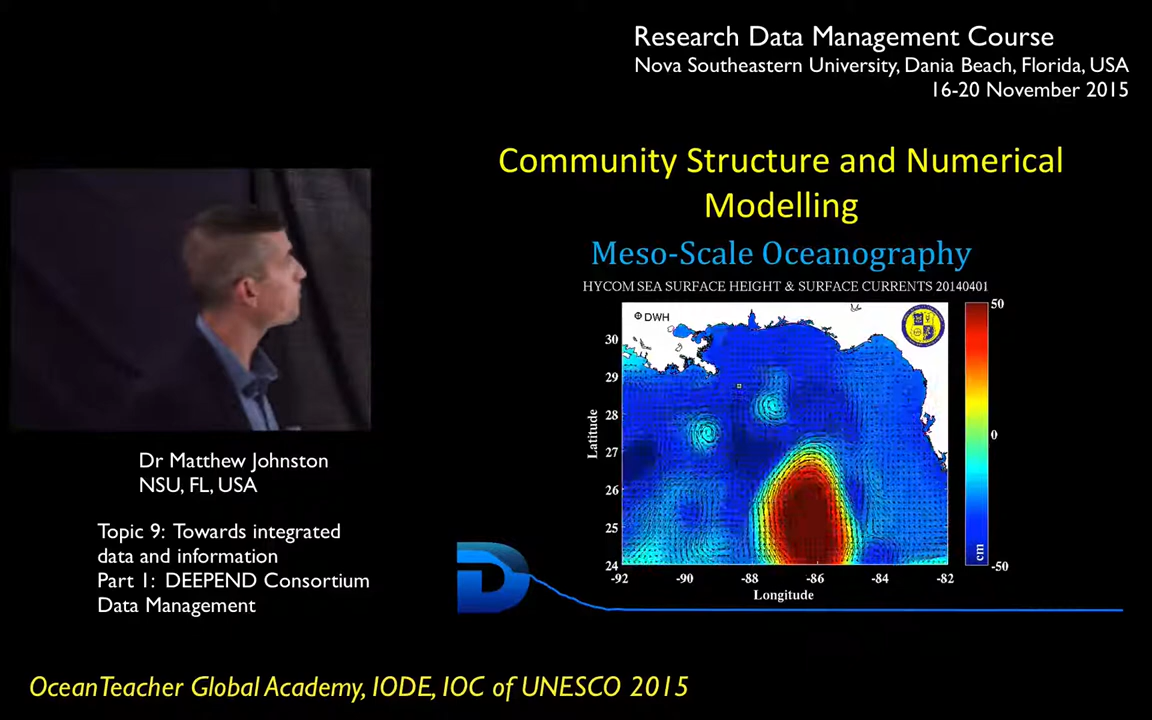 Research Data Management Course
Nova Southeastern University, Dania Beach, Florida, USA
16-20 November 2015
Community Structure and Numerical
Modelling
Meso-Scale Oceanography
HYCOM SEA SURFACE HEIGHT & SURFACE CURRENTS 20140401
DWH
50
0
-50
cm
30
29
28
27
26
25
24
Latitude
-92
-90
-88
-86
-84
-82
Longitude
D
Dr Matthew Johnston
NSU, FL, USA
Topic 9: Towards integrated
data and information
Part 1: DEEPEND Consortium
Data Management
OceanTeacher Global Academy, IODE, IOC of UNESCO 2015